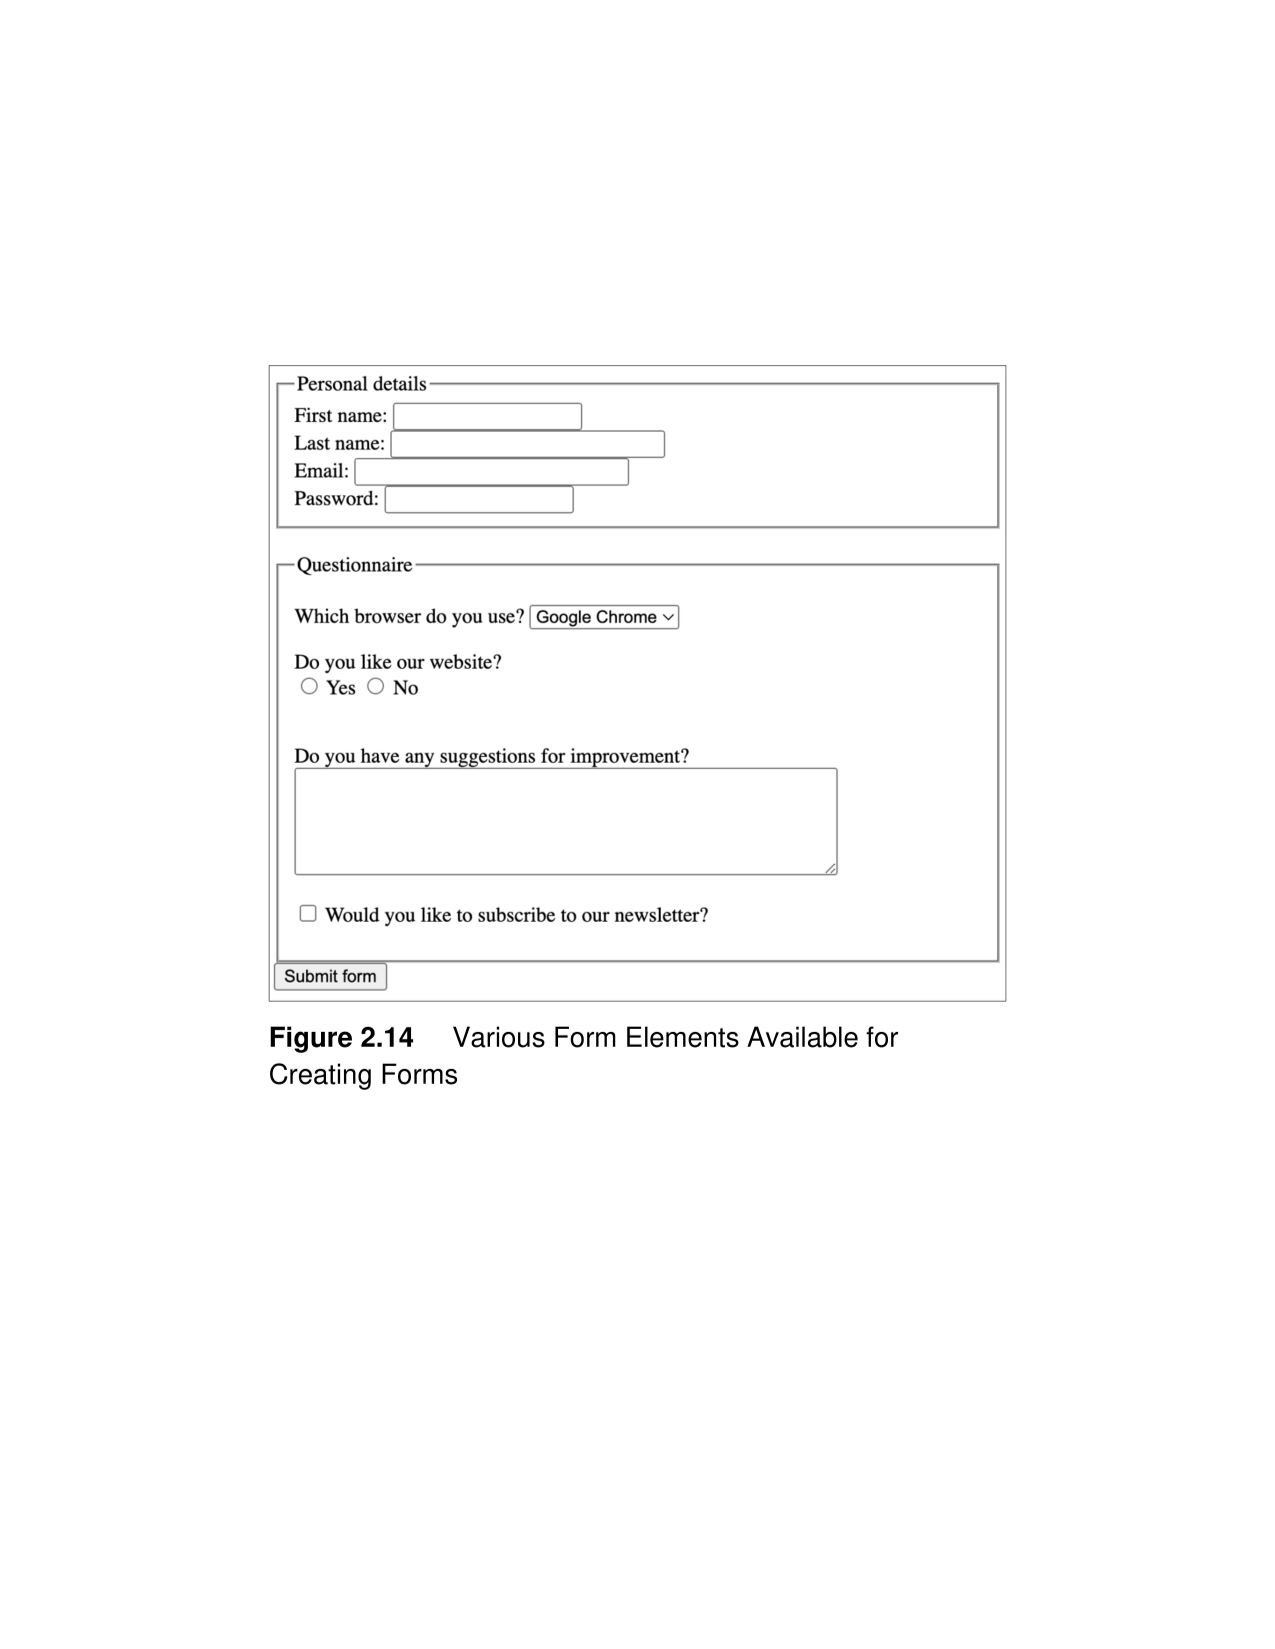 Personal details
First name:
Last name:
Email:
Password:
Questionnaire
Which browser do you use? Google Chrome
Do you like our website?
Yes No
Do you have any suggestions for improvement?
Would you like to subscribe to our newsletter?
Submit form
Figure 2.14 Various Form Elements Available for
Creating Forms